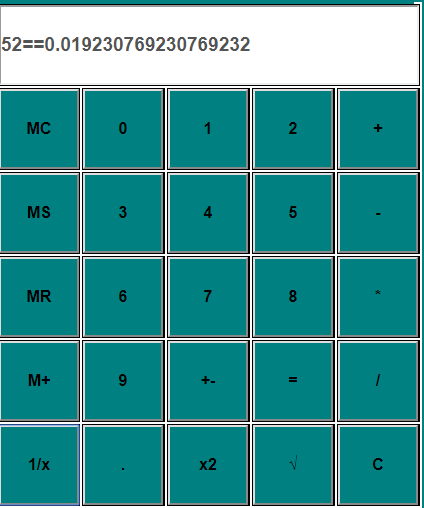 52==0.019230769230769232
MC 0 1 2 +
MS 3 4 5 -
MR 6 7 8 *
M+ 9 +- = /
1/x . x2 √ C